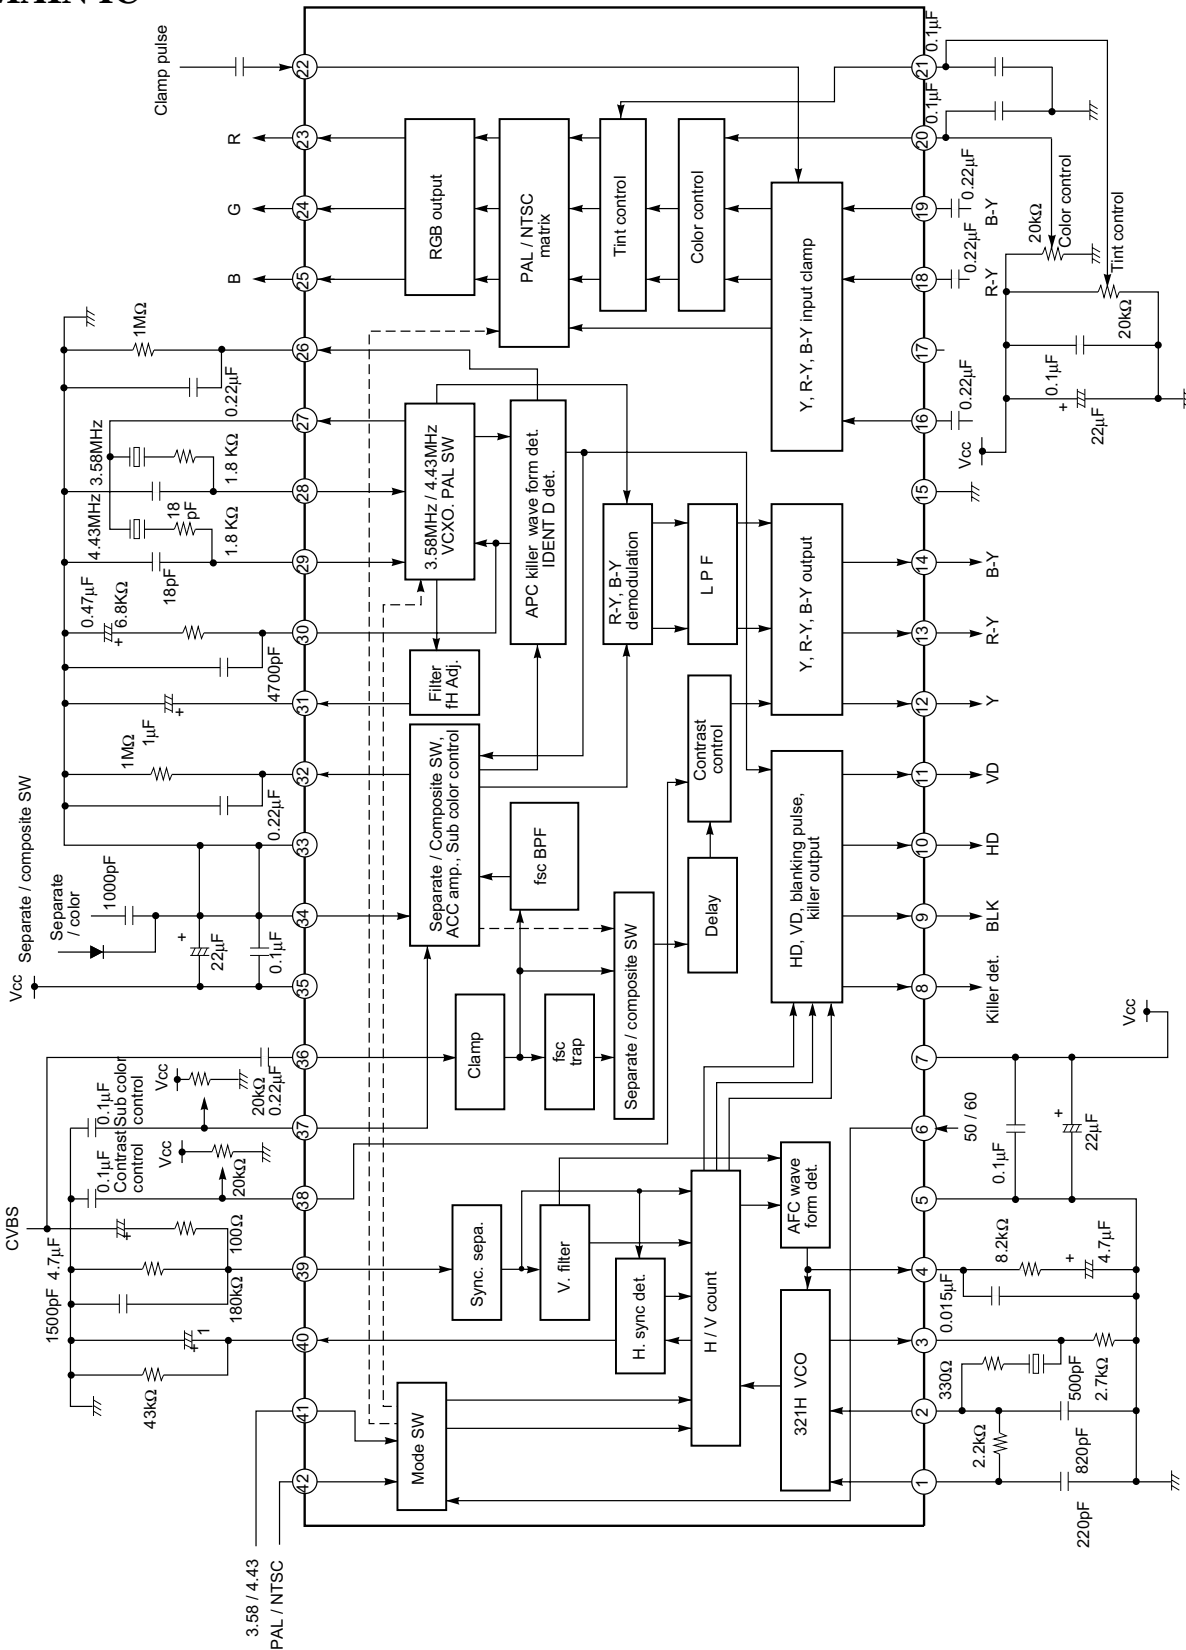 Clamp pulse
R
G
B
22
23
24
25
26
27
28
29
30
31
32
33
34
35
36
37
38
39
40
41
42
1MΩ
0.22µF
3.58MHz
1.8 KΩ
4.43MHz
18
pF
1.8 KΩ
18pF
0.47µF
6.8KΩ
+
4700pF
+
1µF
1MΩ
0.22µF
Separate / composite SW
Separate
/ color
1000pF
+
22µF
0.1µF
Vcc
0.22µF
20kΩ
Vcc
0.1µF
Sub color
control
0.1µF
Contrast
control
Vcc
20kΩ
CVBS
4.7µF
+
100Ω
1500pF
180kΩ
+
1
43kΩ
3.58 / 4.43
PAL / NTSC
RGB output
PAL / NTSC
matrix
Tint control
Color control
Y, R-Y, B-Y input clamp
3.58MHz / 4.43MHz
VCXO. PAL SW
APC killer wave form det.
IDENT D det.
R-Y, B-Y
demodulation
L P F
Y, R-Y, B-Y output
Filter
fH Adj.
Separate / Composite SW,
ACC amp., Sub color control
fsc BPF
Contrast
control
Delay
Separate / composite SW
HD, VD, blanking pulse,
killer output
Clamp
fsc
trap
Sync. sepa.
V. filter
H. sync det.
H / V count
AFC wave
form det.
321H VCO
Mode SW
21
20
19
18
17
16
15
14
13
12
11
10
9
8
7
6
5
4
3
2
1
0.1µF
0.1µF
0.22µF
B-Y
0.22µF
R-Y
20kΩ
Color control
Tint control
20kΩ
0.1µF
+
22µF
0.22µF
Vcc
B-Y
R-Y
Y
VD
HD
BLK
Killer det.
Vcc
50 / 60
0.1µF
+
22µF
8.2kΩ
+
4.7µF
0.015µF
330Ω
500pF
2.7kΩ
2.2kΩ
820pF
220pF